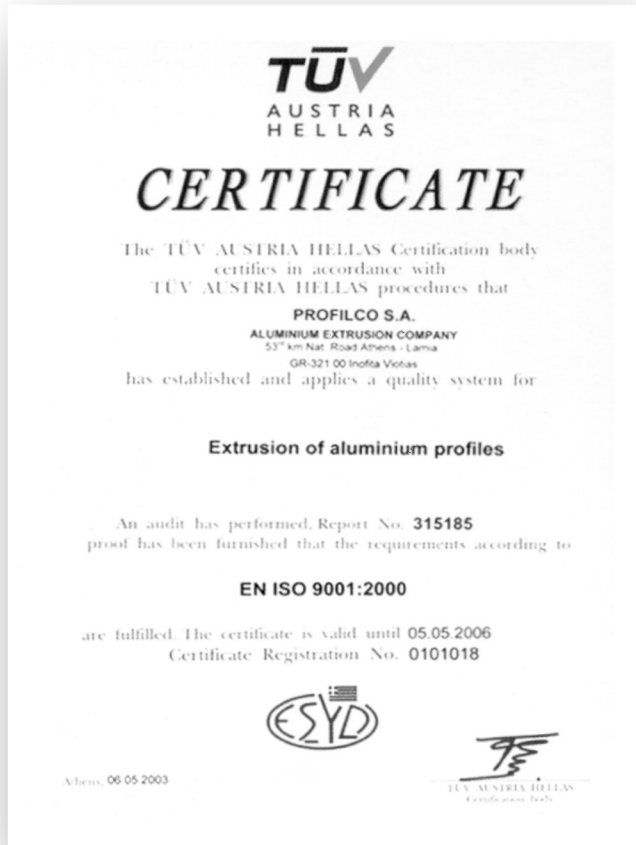 TÜV
AUSTRIA
HELLAS
CERTIFICATE
The TÜV AUSTRIA HELLAS Certification body
certifies in accordance with
TÜV AUSTRIA HELLAS procedures that
PROFILCO S.A.
ALUMINIUM EXTRUSION COMPANY
53rd km Nat. Road Athens - Lamia
GR-321 00 Inofita Viotias
has established and applies a quality system for
Extrusion of aluminium profiles
An audit has performed, Report No. 315185
proof has been furnished that the requirements according to
EN ISO 9001:2000
are fulfilled. The certificate is valid until 05.05.2006
Certificate Registration No. 0101018
ESYD
Athens, 06.05.2003
TÜV AUSTRIA HELLAS
Certification body